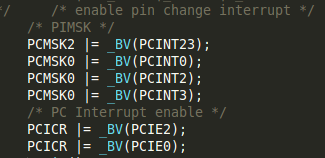 */ /* enable pin change interrupt */
/* PIMSK */
PCMSK2 |= _BV(PCINT23);
PCMSK0 |= _BV(PCINT0);
PCMSK0 |= _BV(PCINT2);
PCMSK0 |= _BV(PCINT3);
/* PC Interrupt enable */
PCICR |= _BV(PCIE2);
PCICR |= _BV(PCIE0);